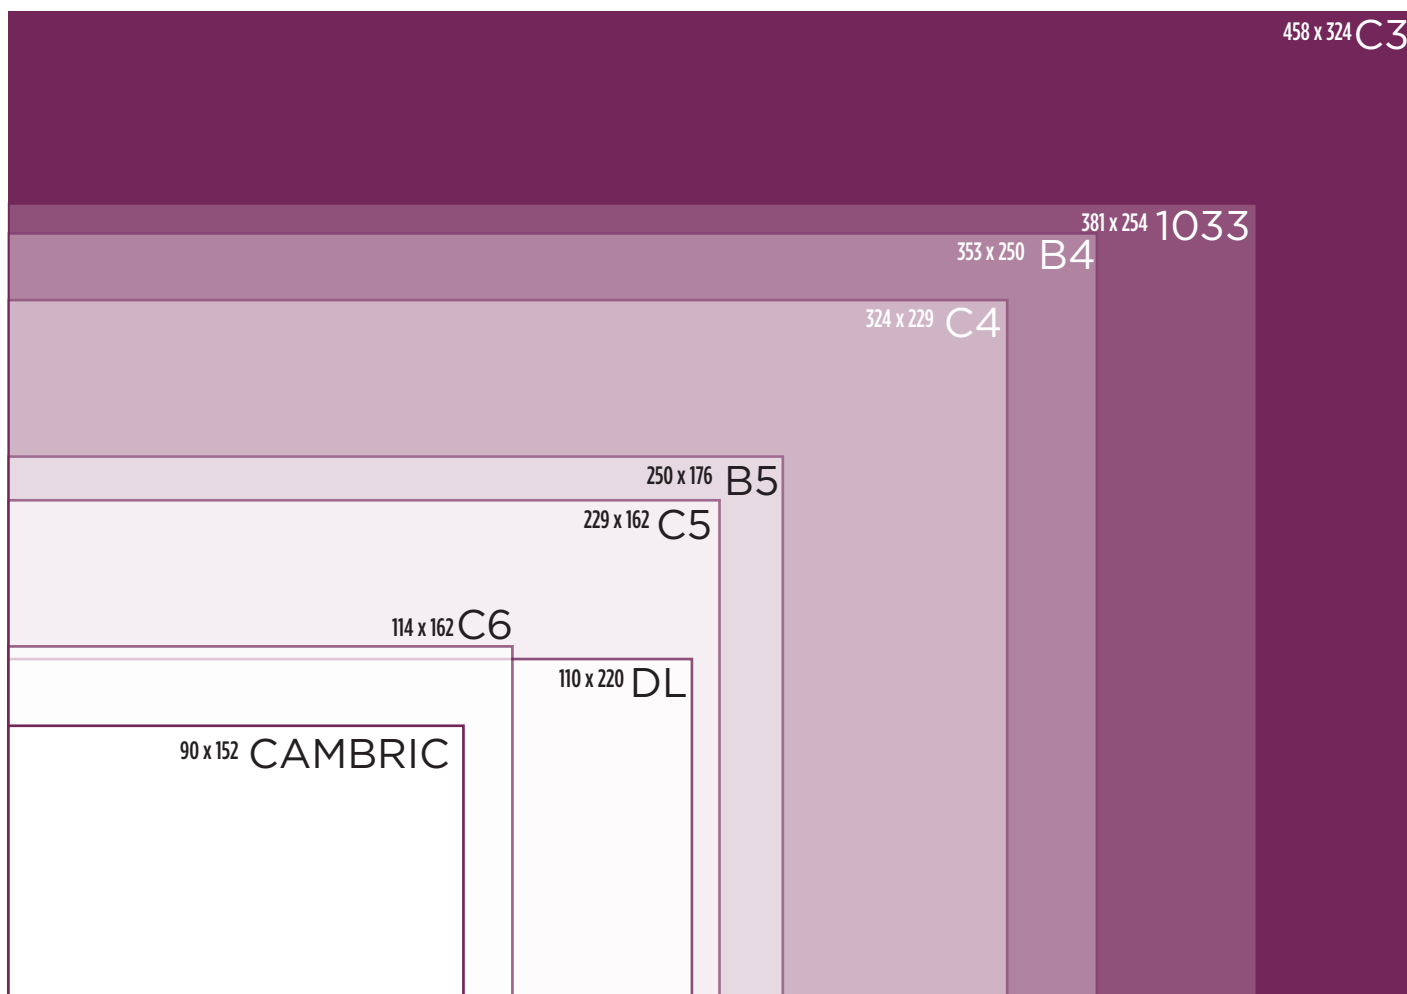 458 x 324 C3
381 x 254 1033
353 x 250 B4
324 x 229 C4
250 x 176 B5
229 x 162 C5
114 x 162 C6
110 x 220 DL
90 x 152 CAMBRIC